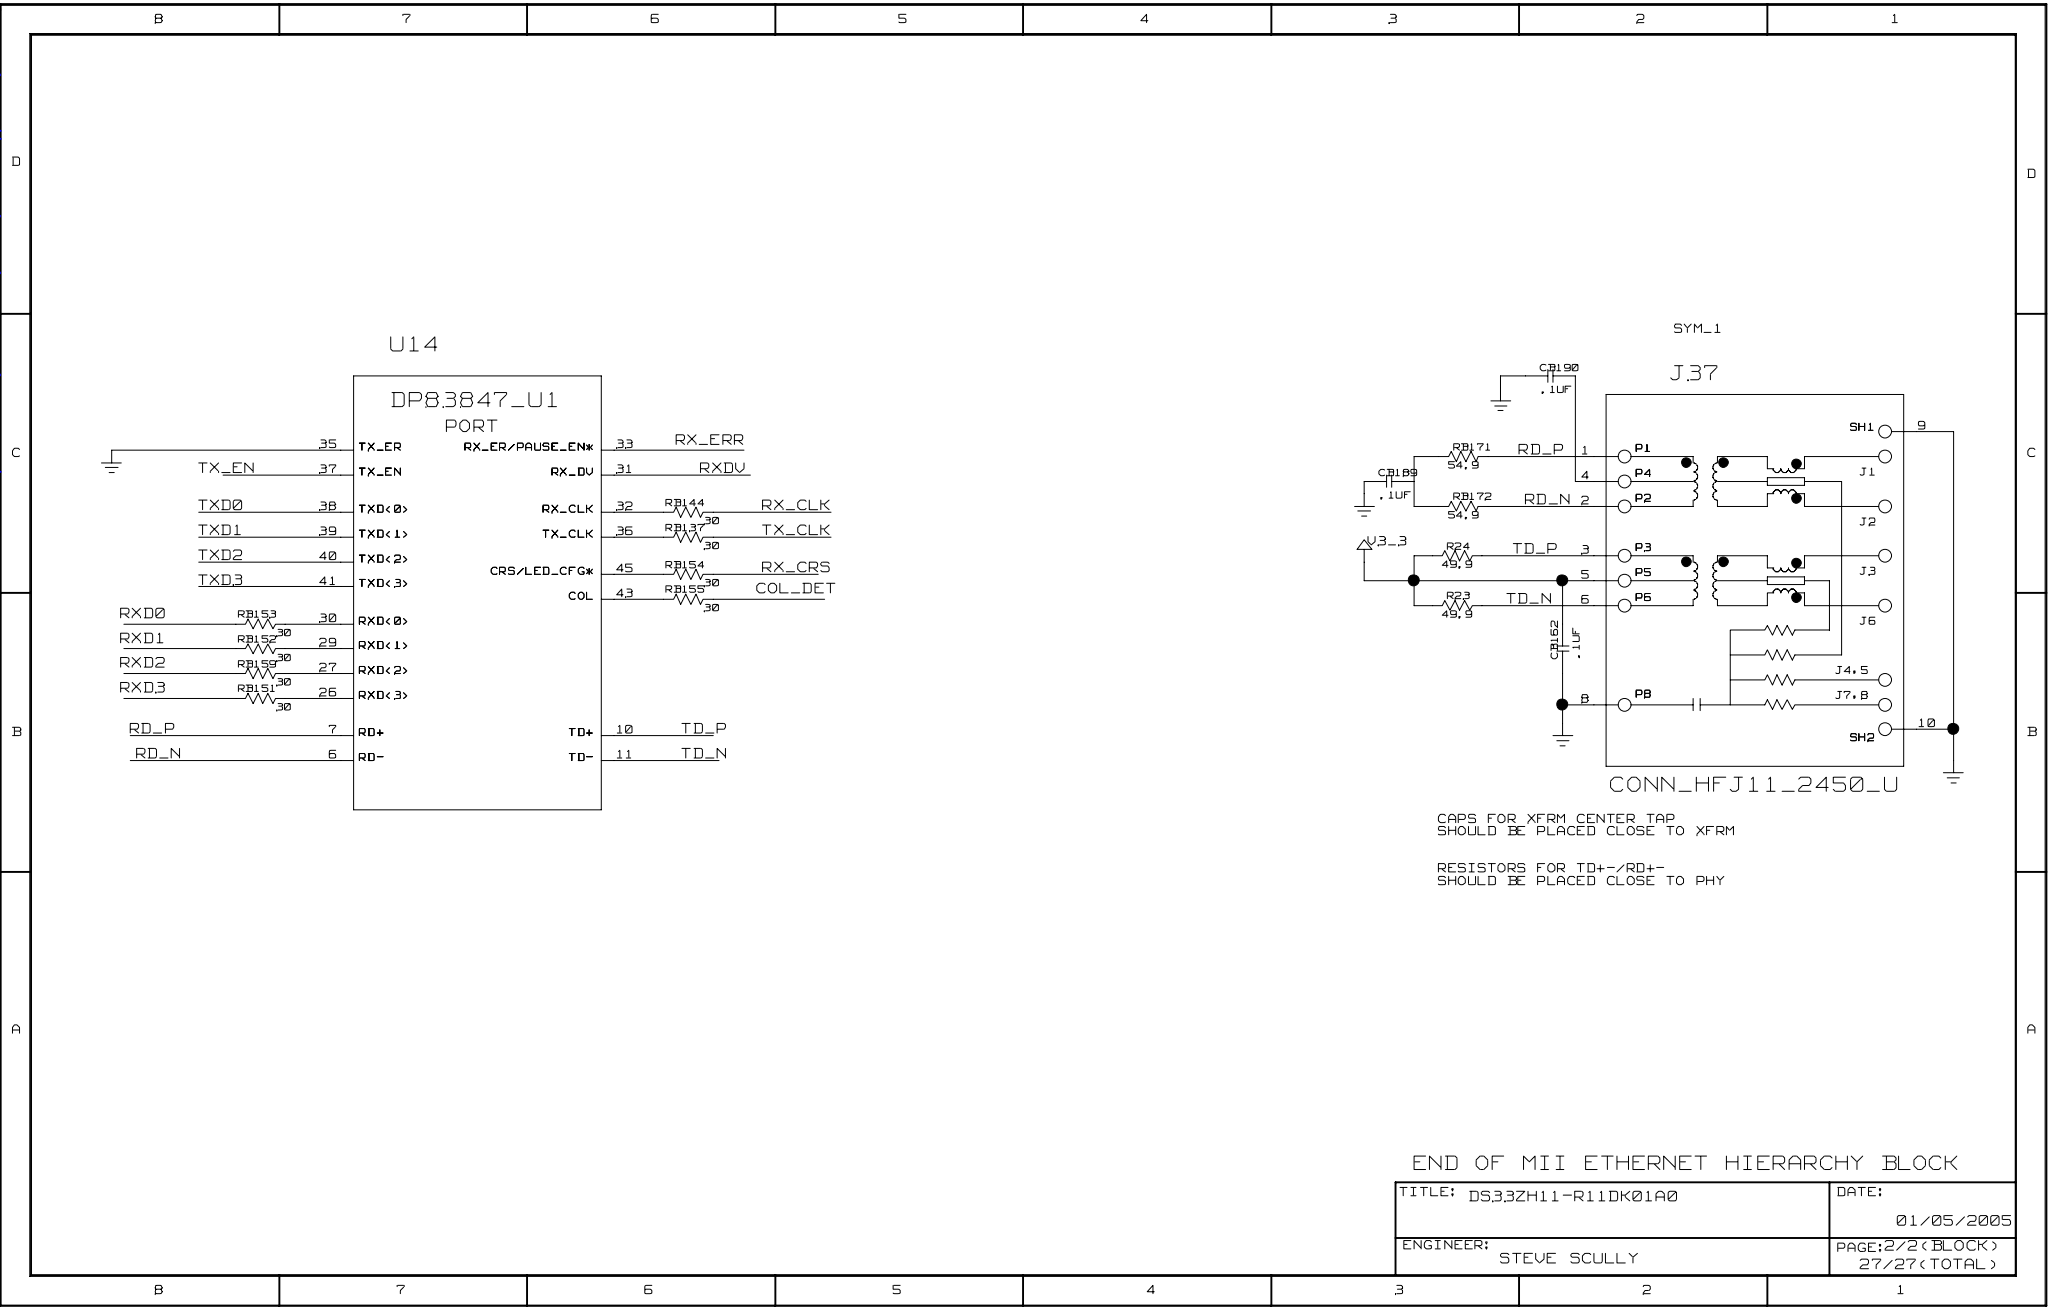 8 7 6 5 4 3 2 1
D D
C C
B B
A A
U14
DP83847_U1
PORT
35 TX_ER
TX_EN 37 TX_EN
TXD0 38 TXD<0>
TXD1 39 TXD<1>
TXD2 40 TXD<2>
TXD3 41 TXD<3>
RXD0 RB153 30 30 RXD<0>
RXD1 RB152 30 29 RXD<1>
RXD2 RB159 30 27 RXD<2>
RXD3 RB151 30 26 RXD<3>
RD_P 7 RD+
RD_N 6 RD-
RX_ER/PAUSE_EN* 33 RX_ERR
RX_DV 31 RXDV
RX_CLK 32 RB144 30 RX_CLK
TX_CLK 36 RB137 30 TX_CLK
CRS/LED_CFG* 45 RB154 30 RX_CRS
COL 43 RB155 30 COL_DET
TD+ 10 TD_P
TD- 11 TD_N
SYM_1
J37
CB190
.1UF
RB171
54.9
RD_P 1 P1
4 P4
CB189
.1UF
RB172
54.9
RD_N 2 P2
V3_3
R24
49.9
TD_P 3 P3
5 P5
R23
49.9
TD_N 6 P6
CB162
.1UF
8 P8
SH1 9
J1
J2
J3
J6
J4.5
J7.8
SH2 10
CONN_HFJ11_2450_U
CAPS FOR XFRM CENTER TAP
SHOULD BE PLACED CLOSE TO XFRM
RESISTORS FOR TD+-/RD+-
SHOULD BE PLACED CLOSE TO PHY
END OF MII ETHERNET HIERARCHY BLOCK
TITLE: DS33ZH11-R11DK01A0
DATE:
01/05/2005
ENGINEER:
STEVE SCULLY
PAGE:2/2(BLOCK)
27/27(TOTAL)
8 7 6 5 4 3 2 1